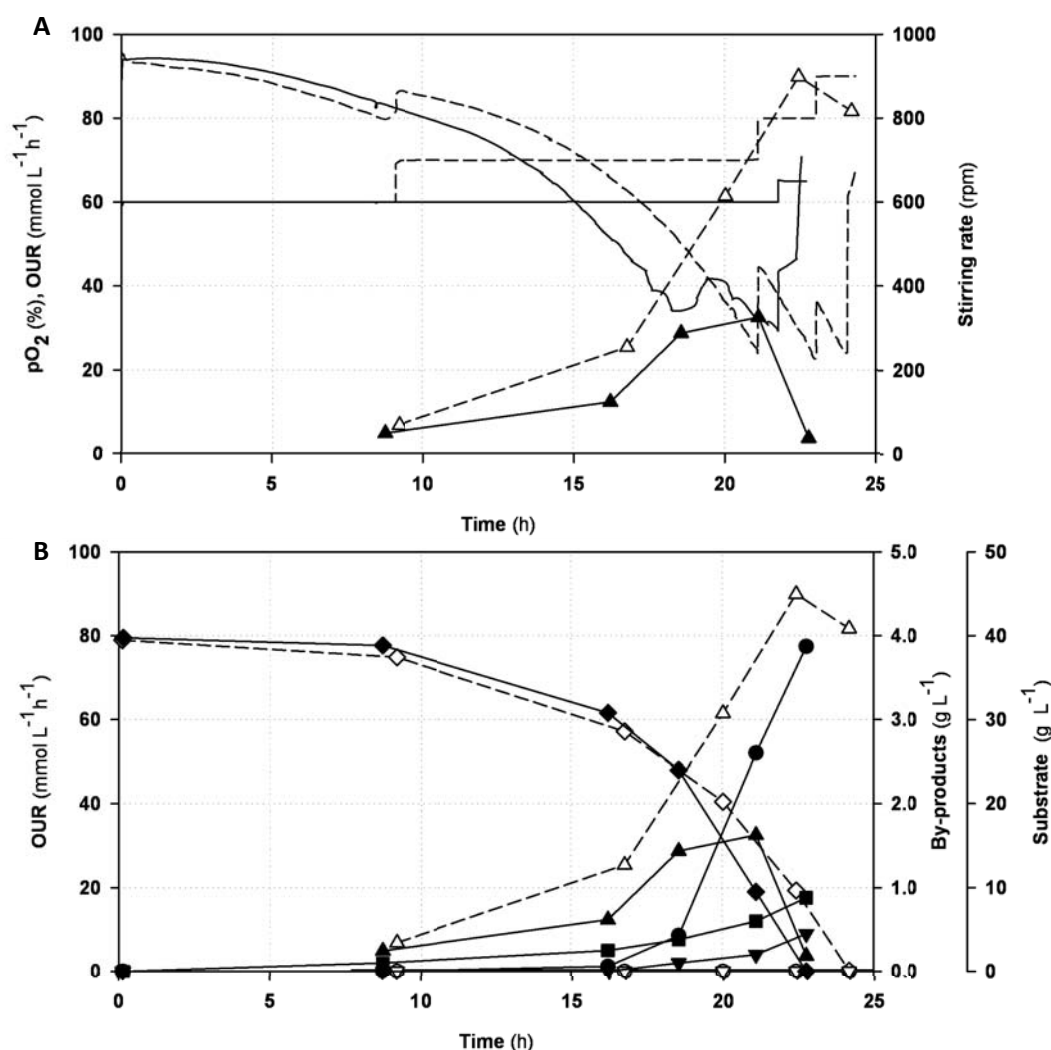 A
100
80
60
40
20
0
pO2 (%), OUR (mmol L-1h-1)
1000
800
600
400
200
0
Stirring rate (rpm)
0 5 10 15 20 25
Time (h)
B
100
80
60
40
20
0
OUR (mmol L-1h-1)
5.0
4.0
3.0
2.0
1.0
0.0
By-products (g L-1)
50
40
30
20
10
0
Substrate (g L-1)
0 5 10 15 20 25
Time (h)